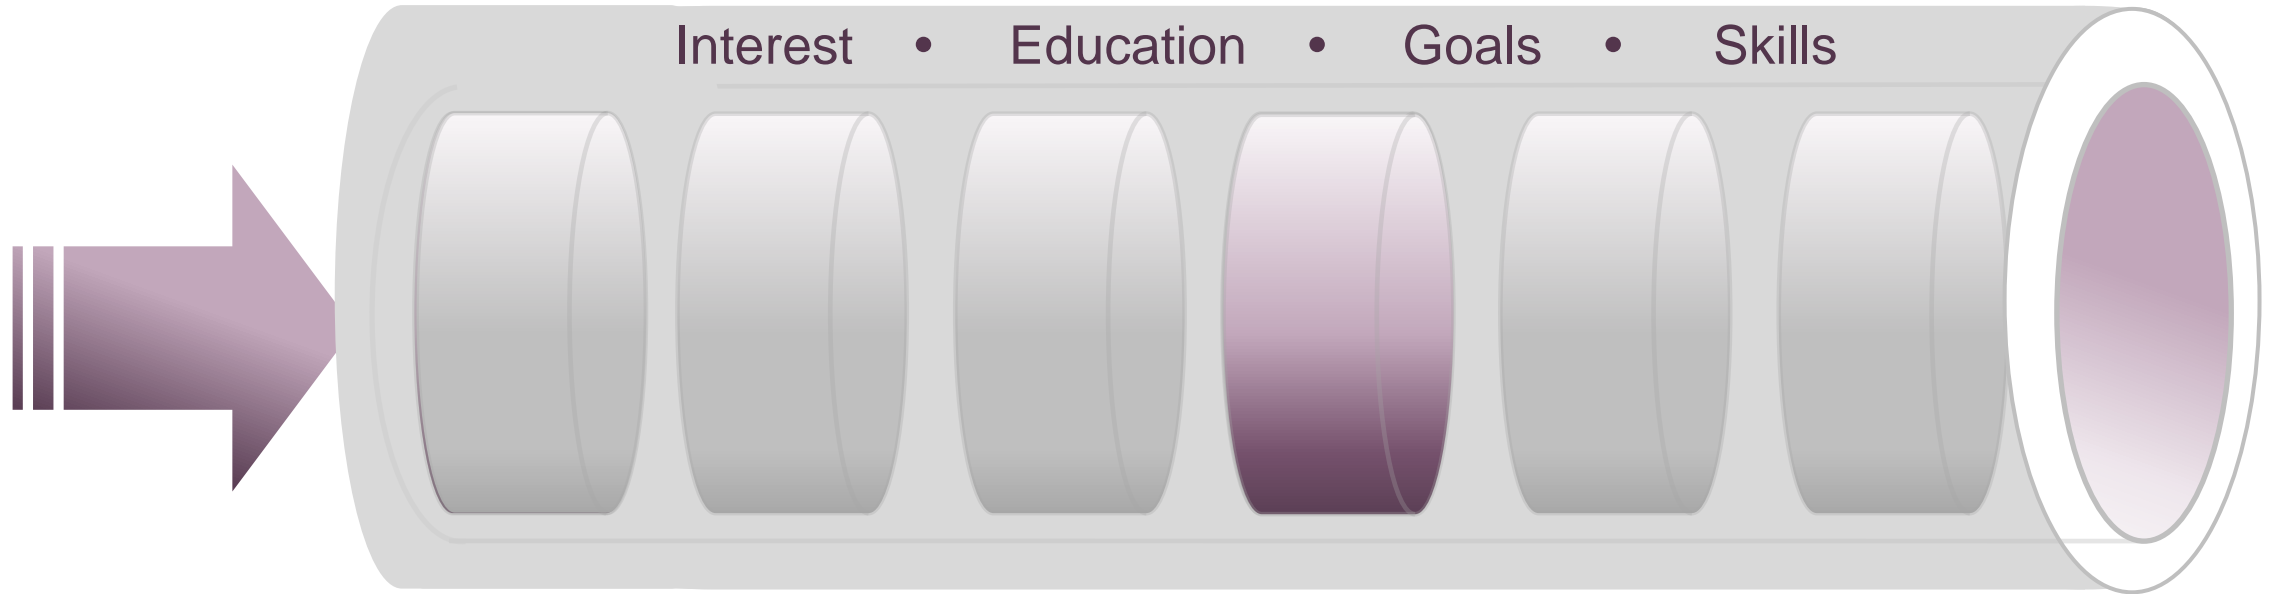 Interest • Education • Goals • Skills